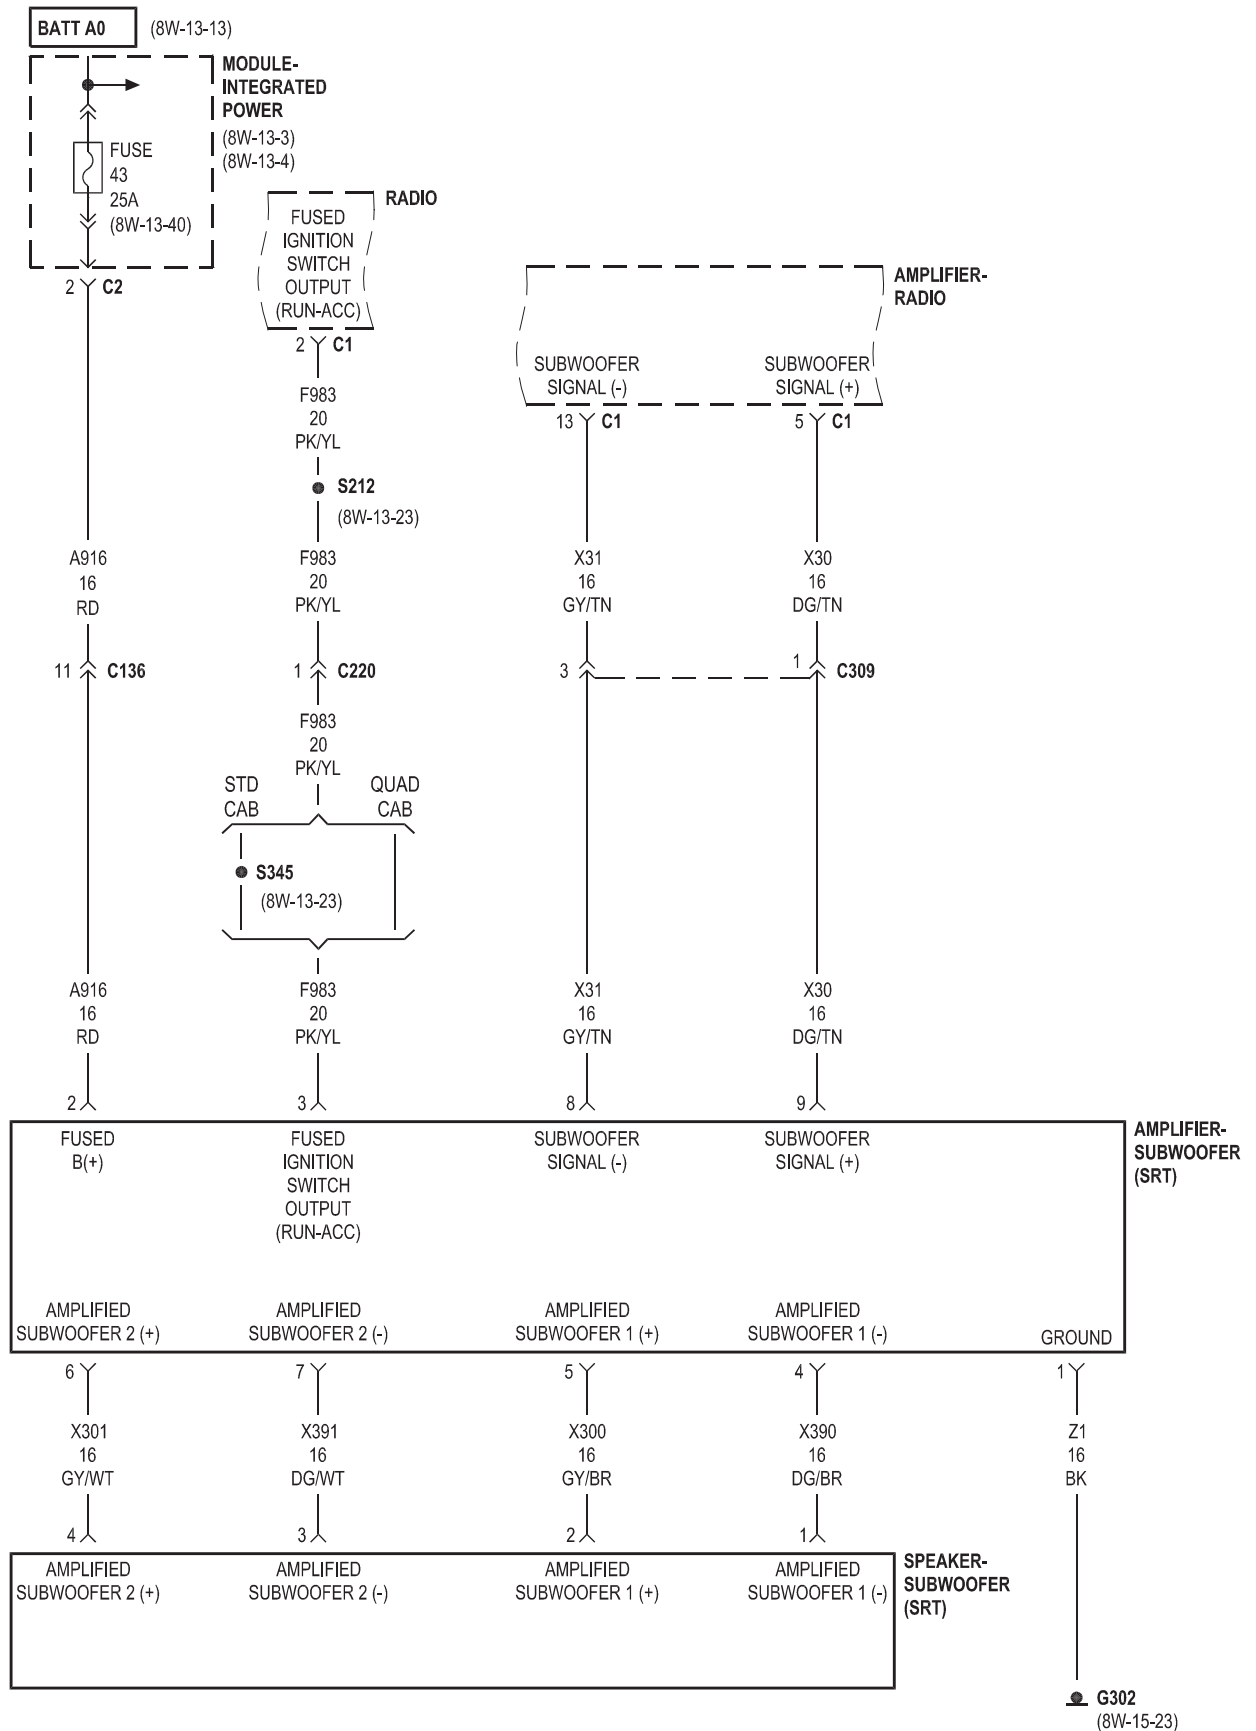 BATT A0 (8W-13-13)
MODULE-
INTEGRATED
POWER
(8W-13-3)
(8W-13-4)
FUSE
43
25A
(8W-13-40)
2 C2
RADIO
FUSED
IGNITION
SWITCH
OUTPUT
(RUN-ACC)
2 C1
AMPLIFIER-
RADIO
SUBWOOFER
SIGNAL (-)
SUBWOOFER
SIGNAL (+)
13 C1
5 C1
F983
20
PK/YL
S212
(8W-13-23)
A916
16
RD
F983
20
PK/YL
X31
16
GY/TN
X30
16
DG/TN
11 C136
1 C220
3
1 C309
F983
20
PK/YL
STD
CAB
QUAD
CAB
S345
(8W-13-23)
A916
16
RD
F983
20
PK/YL
X31
16
GY/TN
X30
16
DG/TN
2
3
8
9
AMPLIFIER-
SUBWOOFER
(SRT)
FUSED
B(+)
FUSED
IGNITION
SWITCH
OUTPUT
(RUN-ACC)
SUBWOOFER
SIGNAL (-)
SUBWOOFER
SIGNAL (+)
AMPLIFIED
SUBWOOFER 2 (+)
AMPLIFIED
SUBWOOFER 2 (-)
AMPLIFIED
SUBWOOFER 1 (+)
AMPLIFIED
SUBWOOFER 1 (-)
GROUND
6
7
5
4
1
X301
16
GY/WT
X391
16
DG/WT
X300
16
GY/BR
X390
16
DG/BR
Z1
16
BK
4
3
2
1
AMPLIFIED
SUBWOOFER 2 (+)
AMPLIFIED
SUBWOOFER 2 (-)
AMPLIFIED
SUBWOOFER 1 (+)
AMPLIFIED
SUBWOOFER 1 (-)
SPEAKER-
SUBWOOFER
(SRT)
G302
(8W-15-23)